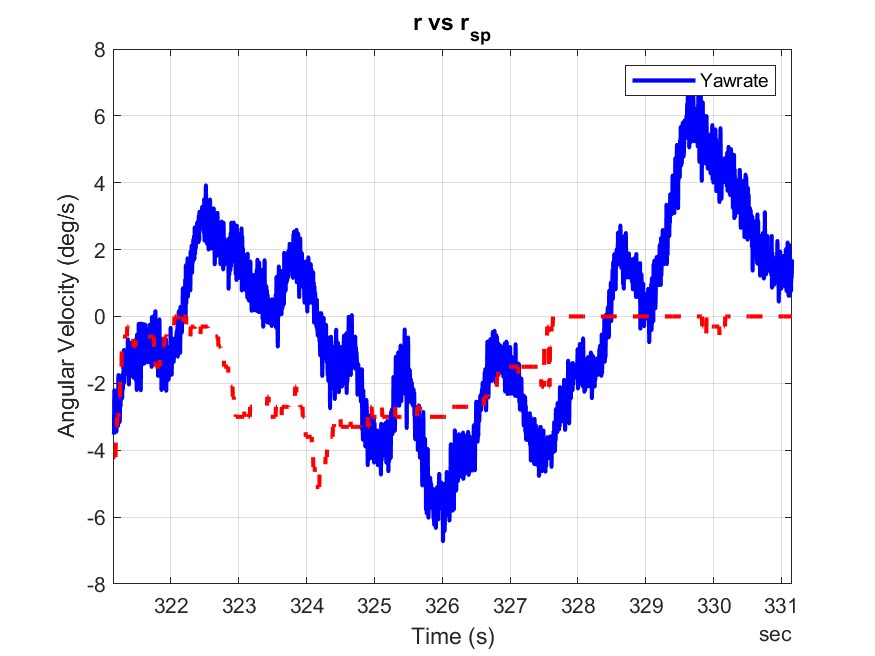 r vs r_sp
Yawrate
8
6
4
2
0
-2
-4
-6
-8
Angular Velocity (deg/s)
322 323 324 325 326 327 328 329 330 331
Time (s)
sec